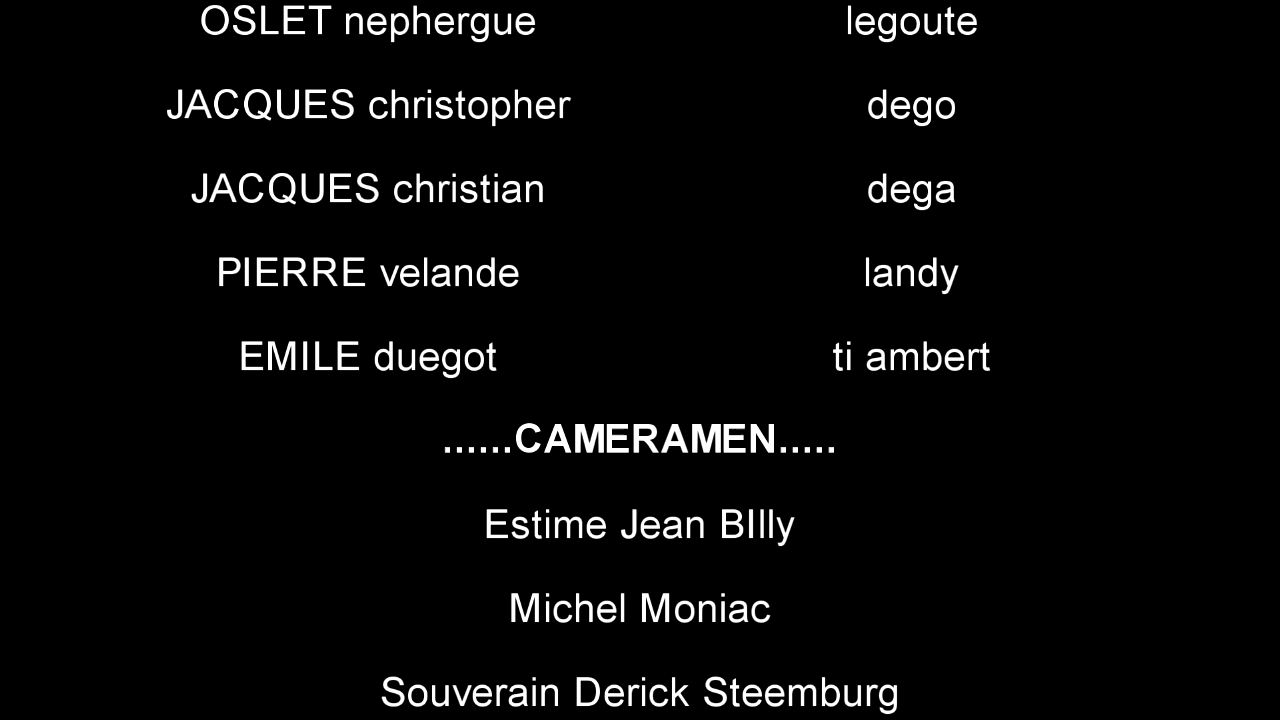 OSLET nephergue legoute
JACQUES christopher dego
JACQUES christian dega
PIERRE velande landy
EMILE duegot ti ambert
......CAMERAMEN.....
Estime Jean BIlly
Michel Moniac
Souverain Derick Steemburg